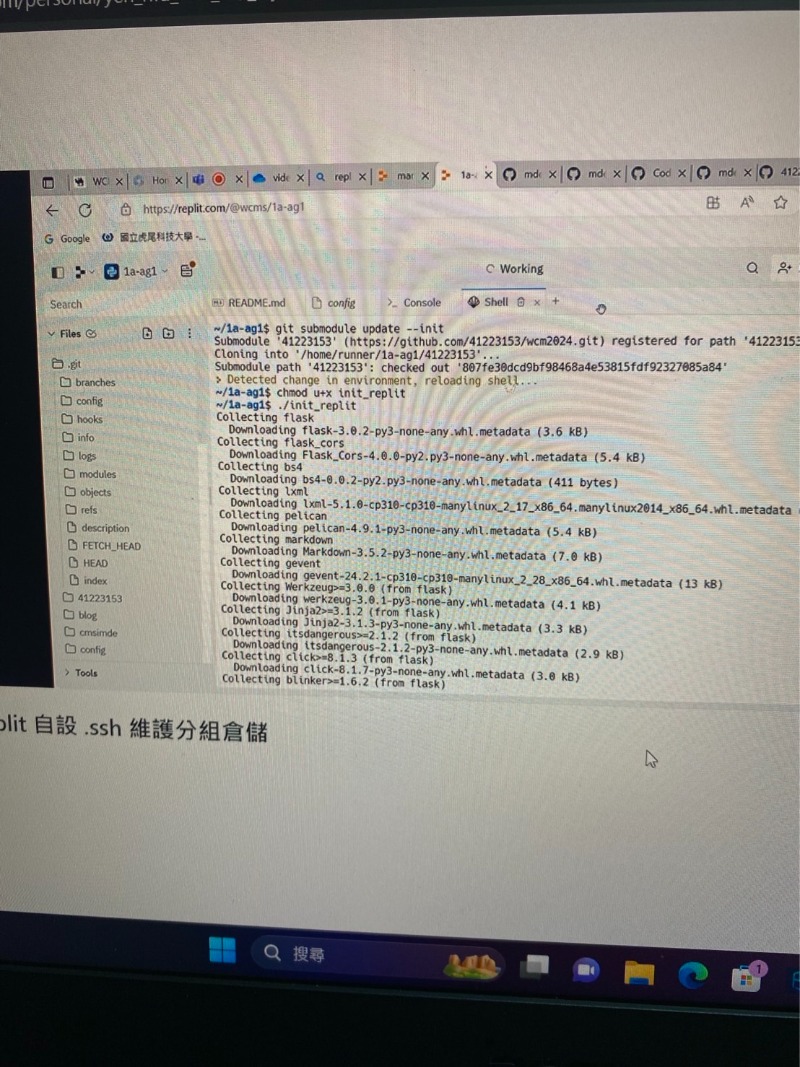 WC
Hor
vide
repl
mar
1a-
mde
mde
Cod
mde
4122
https://replit.com/@wcms/1a-ag1
Google 國立虎尾科技大學 -...
1a-ag1
Working
Search
README.md config Console Shell
Files
.git
branches
config
hooks
info
logs
modules
objects
refs
description
FETCH_HEAD
HEAD
index
41223153
blog
cmsimde
config
Tools
~/1a-ag1$ git submodule update --init
Submodule '41223153' (https://github.com/41223153/wcm2024.git) registered for path '4122315
Cloning into '/home/runner/1a-ag1/41223153'...
Submodule path '41223153': checked out '807fe30dcd9bf98468a4e53815fdf92327085a84'
> Detected change in environment, reloading shell...
~/1a-ag1$ chmod u+x init_replit
~/1a-ag1$ ./init_replit
Collecting flask
Downloading flask-3.0.2-py3-none-any.whl.metadata (3.6 kB)
Collecting flask_cors
Downloading Flask_Cors-4.0.0-py2.py3-none-any.whl.metadata (5.4 kB)
Collecting bs4
Downloading bs4-0.0.2-py2.py3-none-any.whl.metadata (411 bytes)
Collecting lxml
Downloading lxml-5.1.0-cp310-cp310-manylinux_2_17_x86_64.manylinux2014_x86_64.whl.metadata
Collecting pelican
Downloading pelican-4.9.1-py3-none-any.whl.metadata (5.4 kB)
Collecting markdown
Downloading Markdown-3.5.2-py3-none-any.whl.metadata (7.0 kB)
Collecting gevent
Downloading gevent-24.2.1-cp310-cp310-manylinux_2_28_x86_64.whl.metadata (13 kB)
Collecting Werkzeug>=3.0.0 (from flask)
Downloading werkzeug-3.0.1-py3-none-any.whl.metadata (4.1 kB)
Collecting Jinja2>=3.1.2 (from flask)
Downloading Jinja2-3.1.3-py3-none-any.whl.metadata (3.3 kB)
Collecting itsdangerous>=2.1.2 (from flask)
Downloading itsdangerous-2.1.2-py3-none-any.whl.metadata (2.9 kB)
Collecting click>=8.1.3 (from flask)
Downloading click-8.1.7-py3-none-any.whl.metadata (3.0 kB)
Collecting blinker>=1.6.2 (from flask)
plit 自設 .ssh 維護分組倉儲
搜尋
1